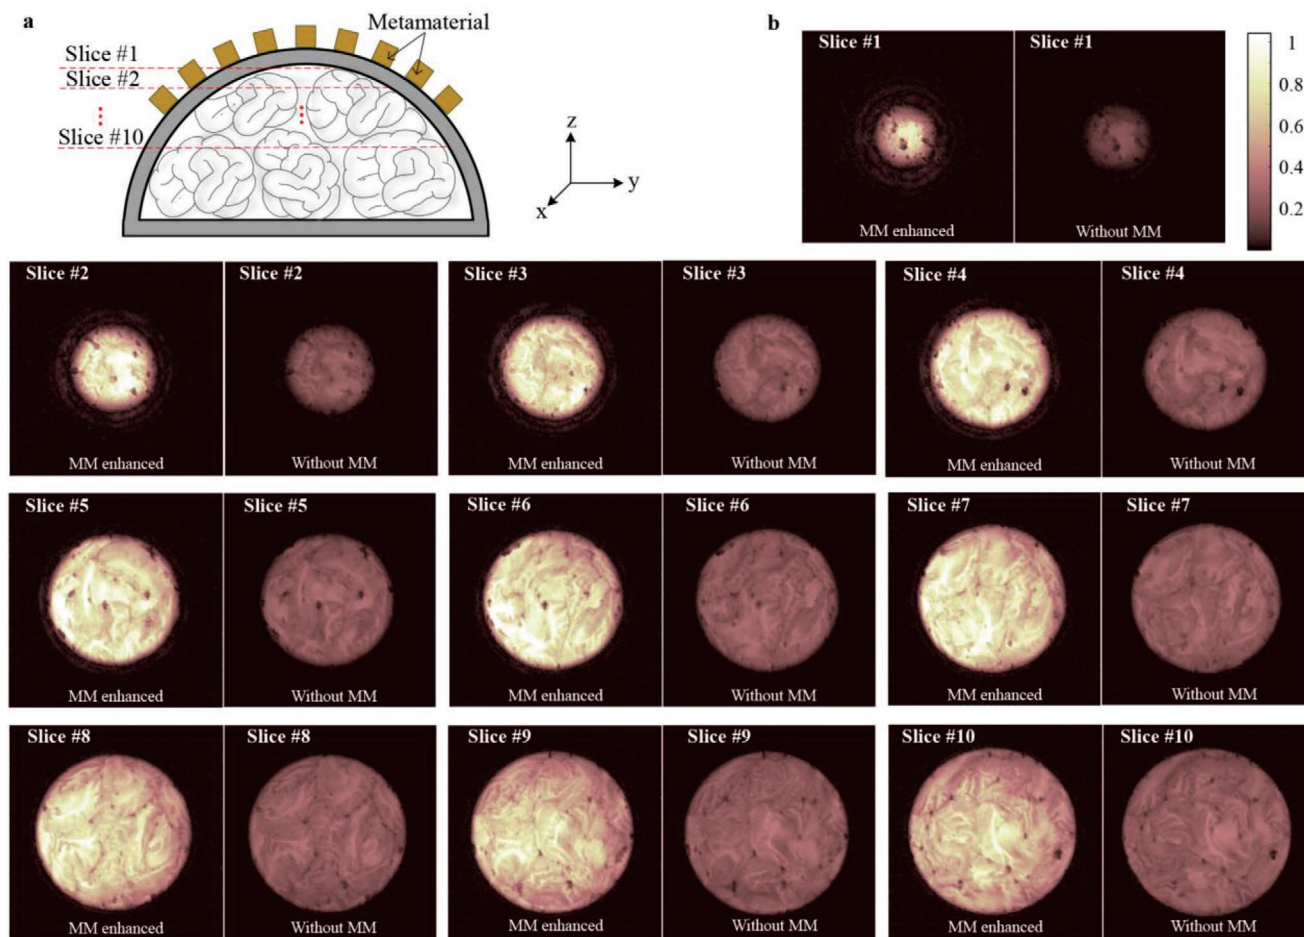 a
Metamaterial
Slice #1
Slice #2
Slice #10
z
y
x
b
Slice #1
Slice #1
MM enhanced
Without MM
1
0.8
0.6
0.4
0.2
Slice #2
Slice #2
Slice #3
Slice #3
Slice #4
Slice #4
MM enhanced
Without MM
MM enhanced
Without MM
MM enhanced
Without MM
Slice #5
Slice #5
Slice #6
Slice #6
Slice #7
Slice #7
MM enhanced
Without MM
MM enhanced
Without MM
MM enhanced
Without MM
Slice #8
Slice #8
Slice #9
Slice #9
Slice #10
Slice #10
MM enhanced
Without MM
MM enhanced
Without MM
MM enhanced
Without MM